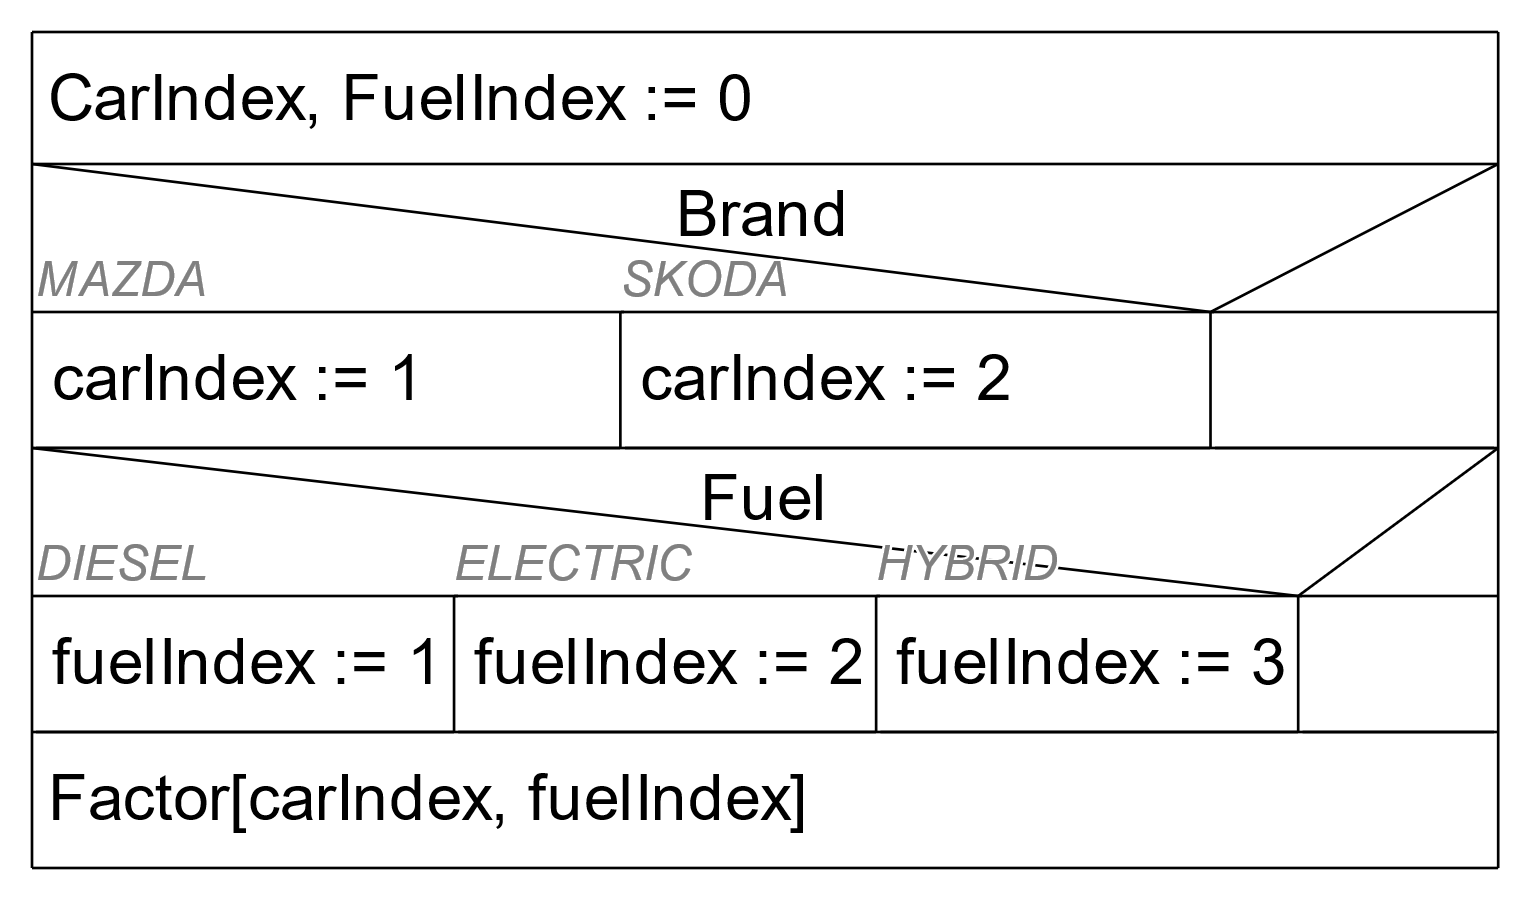 CarIndex, FuelIndex := 0
Brand
MAZDA SKODA
carIndex := 1 carIndex := 2
Fuel
DIESEL ELECTRIC HYBRID
fuelIndex := 1 fuelIndex := 2 fuelIndex := 3
Factor[carIndex, fuelIndex]